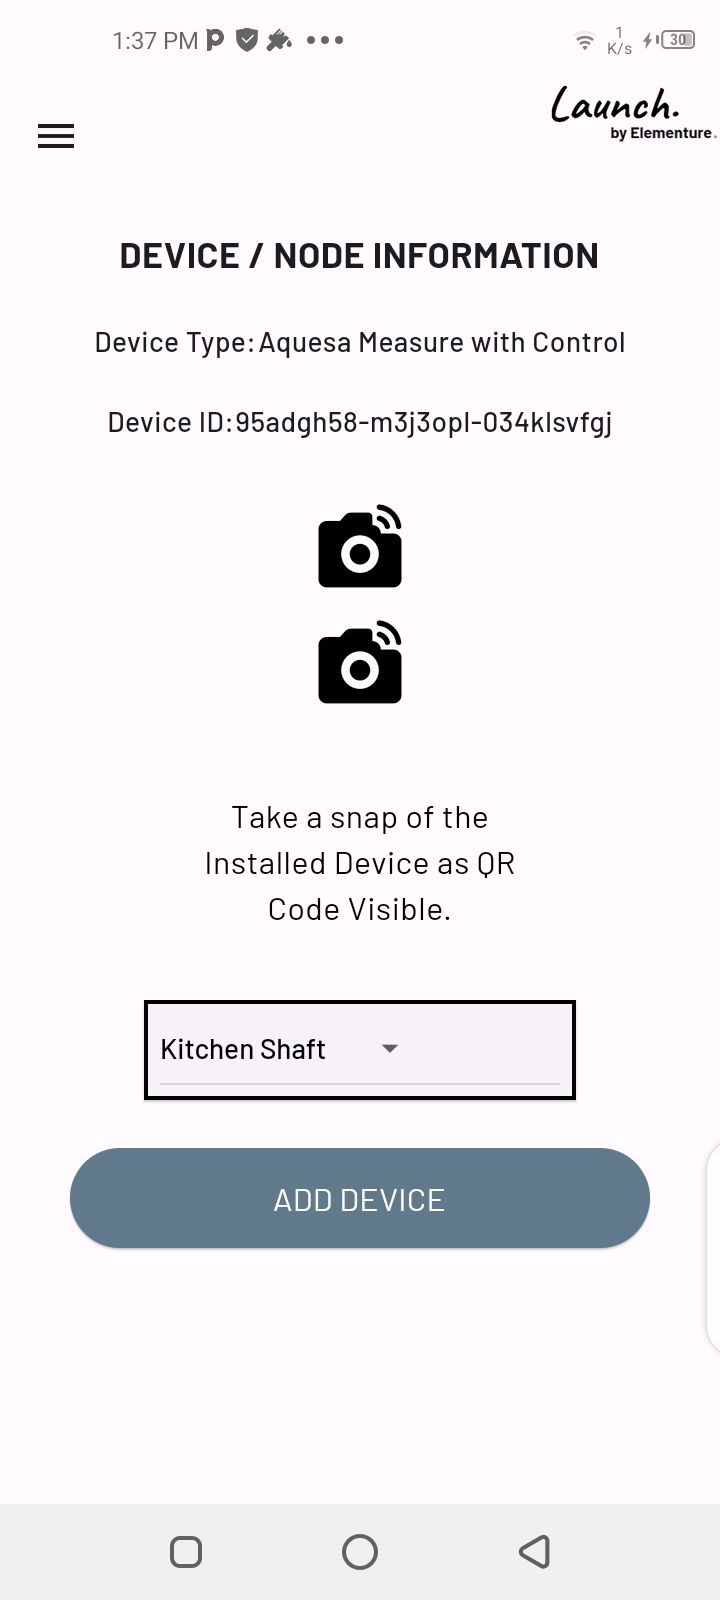 1:37 PM
1
K/s
30
Launch.
by Elementure.
DEVICE / NODE INFORMATION
Device Type:Aquesa Measure with Control
Device ID:95adgh58-m3j3opl-034klsvfgj
Take a snap of the
Installed Device as QR
Code Visible.
Kitchen Shaft
ADD DEVICE